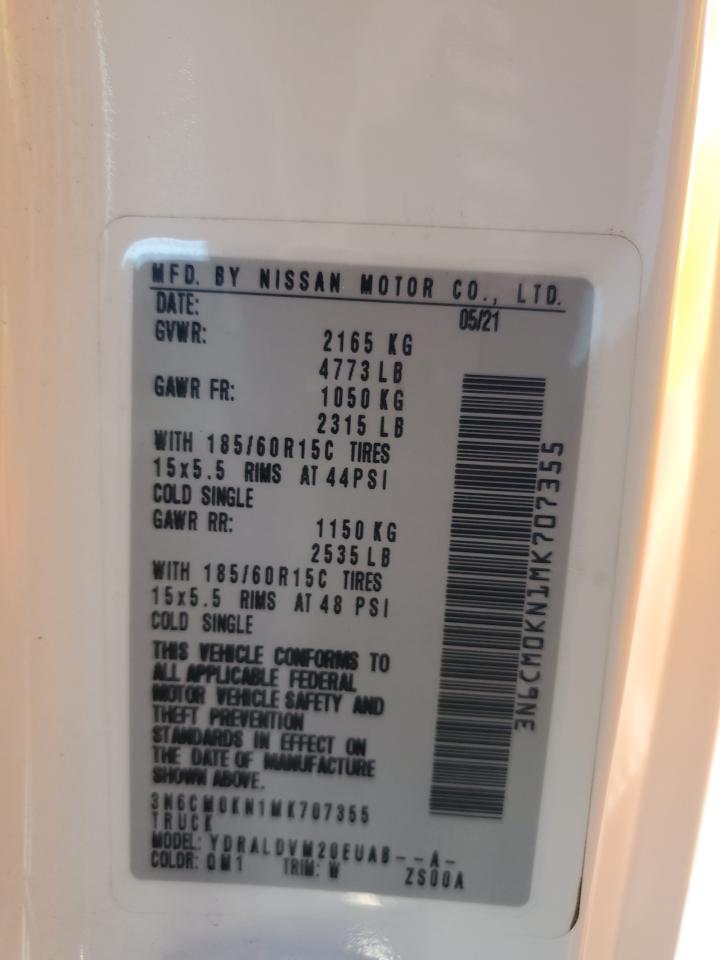 MFD. BY NISSAN MOTOR CO., LTD.
DATE: 05/21
GVWR: 2165 KG
4773 LB
GAWR FR: 1050 KG
2315 LB
WITH 185/60R15C TIRES
15x5.5 RIMS AT 44PSI
COLD SINGLE
GAWR RR: 1150 KG
2535 LB
WITH 185/60R15C TIRES
15x5.5 RIMS AT 48 PSI
COLD SINGLE
THIS VEHICLE CONFORMS TO
ALL APPLICABLE FEDERAL
MOTOR VEHICLE SAFETY AND
THEFT PREVENTION
STANDARDS IN EFFECT ON
THE DATE OF MANUFACTURE
SHOWN ABOVE.
3N6CM0KN1MK707355
TRUCK
MODEL: YDRALDVM20EUAB--A-
COLOR: QM1 TRIM: W ZS00A
3N6CM0KN1MK707355